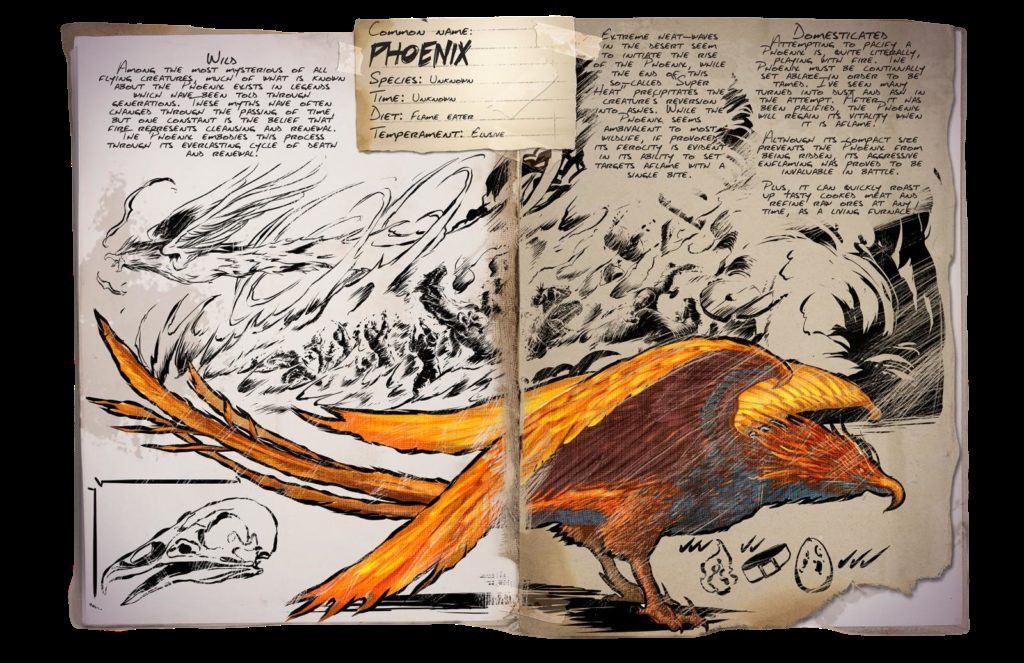 Wild
Among the most mysterious of all
flying creatures, much of what is known
about the Phoenix exists in legends
which have been told through
generations. These myths have often
changed through the passing of time,
but one constant is the belief that
fire represents cleansing and renewal.
The Phoenix embodies this process
through its everlasting cycle of death
and renewal.
Common name:
PHOENIX
Species: Unknown
Time: Unknown
Diet: Flame eater
Temperament: Elusive
Extreme heat-waves
in the desert seem
to initiate the rise
of the Phoenix, while
the end of this
so-called "Super
Heat" precipitates the
creature's reversion
into ashes. While the
Phoenix seems
ambivalent to most
wildlife, if provoked
its ferocity is evident
in its ability to set
targets aflame with a
single bite.
Domesticated
Attempting to pacify a
Phoenix is, quite literally,
playing with fire. The
Phoenix must be continually
set ablaze in order to be
tamed. I've seen many
turned into dust and ash in
the attempt. After it has
been pacified, the Phoenix
will regain its vitality when
it is aflame.
Although its compact size
prevents the Phoenix from
being ridden, its aggressive
enflaming has proved to be
invaluable in battle.
Plus, it can quickly roast
up tasty cooked meat and
refine raw ores at any
time, as a living furnace.